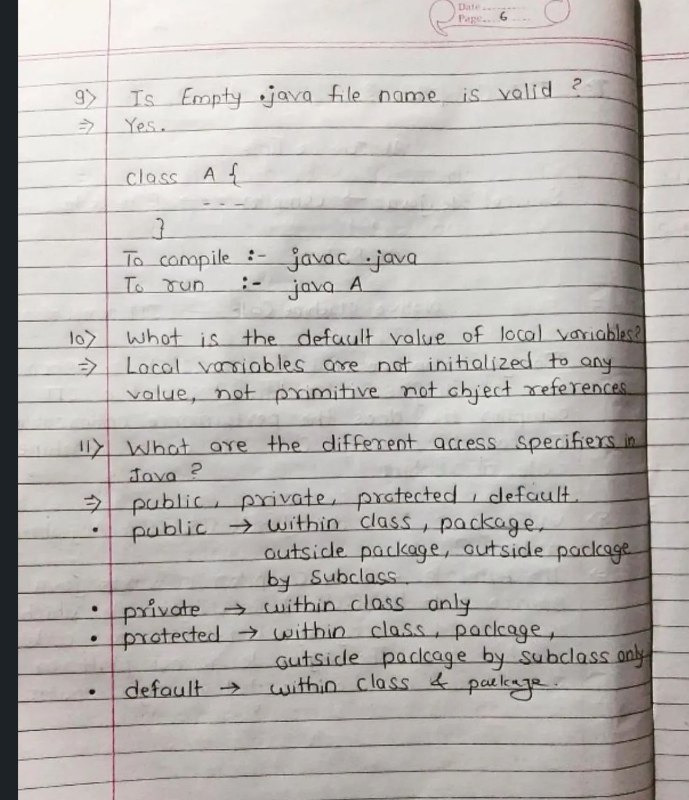 Date
Page 6
9> Is Empty .java file name is valid ?
⇒ Yes.
class A {
- - -
}
To compile :- javac .java
To run :- java A
10> What is the default value of local variables?
⇒ Local variables are not initialized to any
value, not primitive not object references
11> What are the different access specifiers in
Java ?
⇒ public, private, protected, default.
• public → within class, package,
outside package, outside package
by subclass.
• private → within class only
• protected → within class, package,
outside package by subclass only
• default → within class & package.